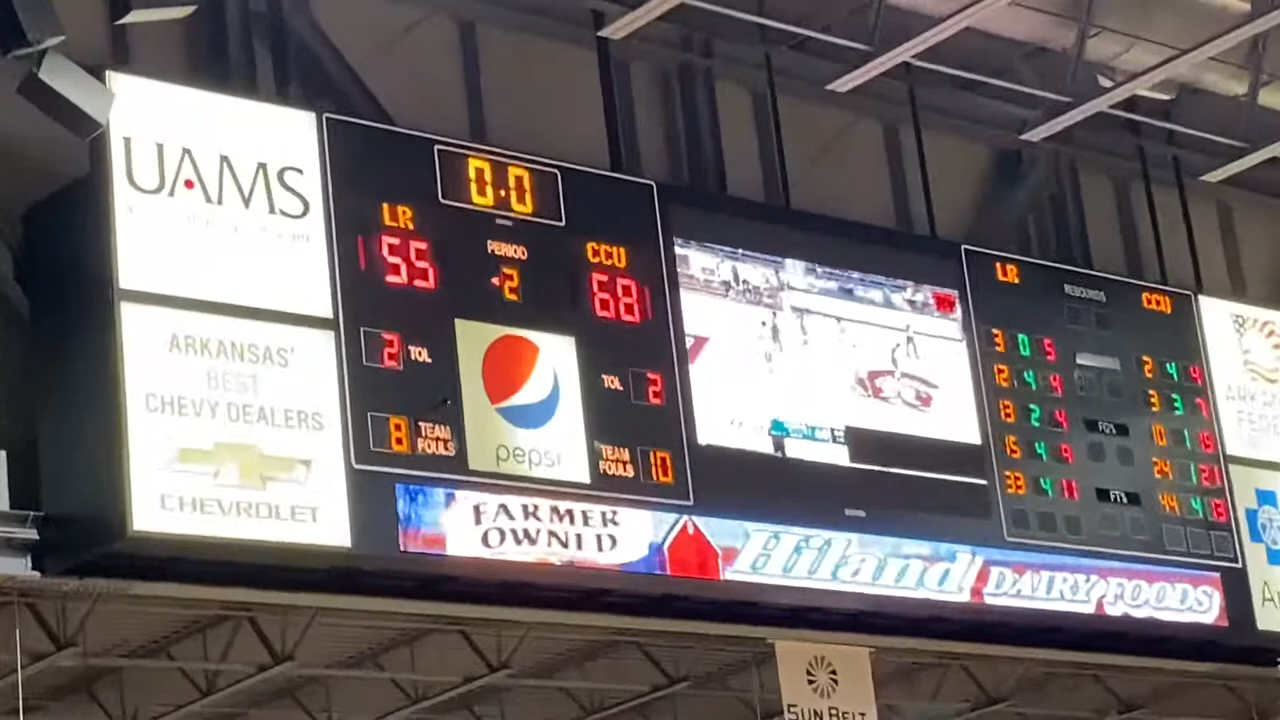 UAMS
ARKANSAS'
BEST
CHEVY DEALERS
CHEVROLET
0.0
LR
55
PERIOD
2
CCU
68
2 TOL
TOL 2
8 TEAM FOULS
TEAM FOULS 10
pepsi
LR
REBOUNDS
CCU
3 0 5
2 4 4
12 4 4
3 3 7
13 2 4
FG%
10 1 15
15 4 9
24 1 21
33 4 11
FT%
44 4 13
FARMER
OWNED
Hiland DAIRY FOODS
SUN BELT